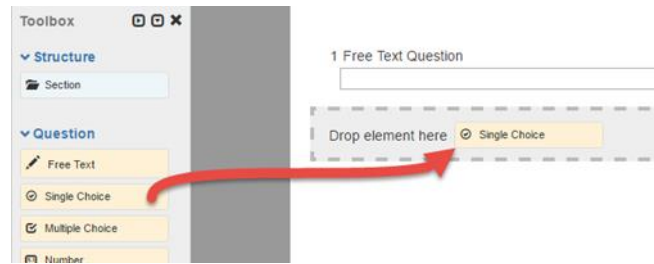 Toolbox
Structure
Section
Question
Free Text
Single Choice
Multiple Choice
Number
1 Free Text Question
Drop element here
Single Choice